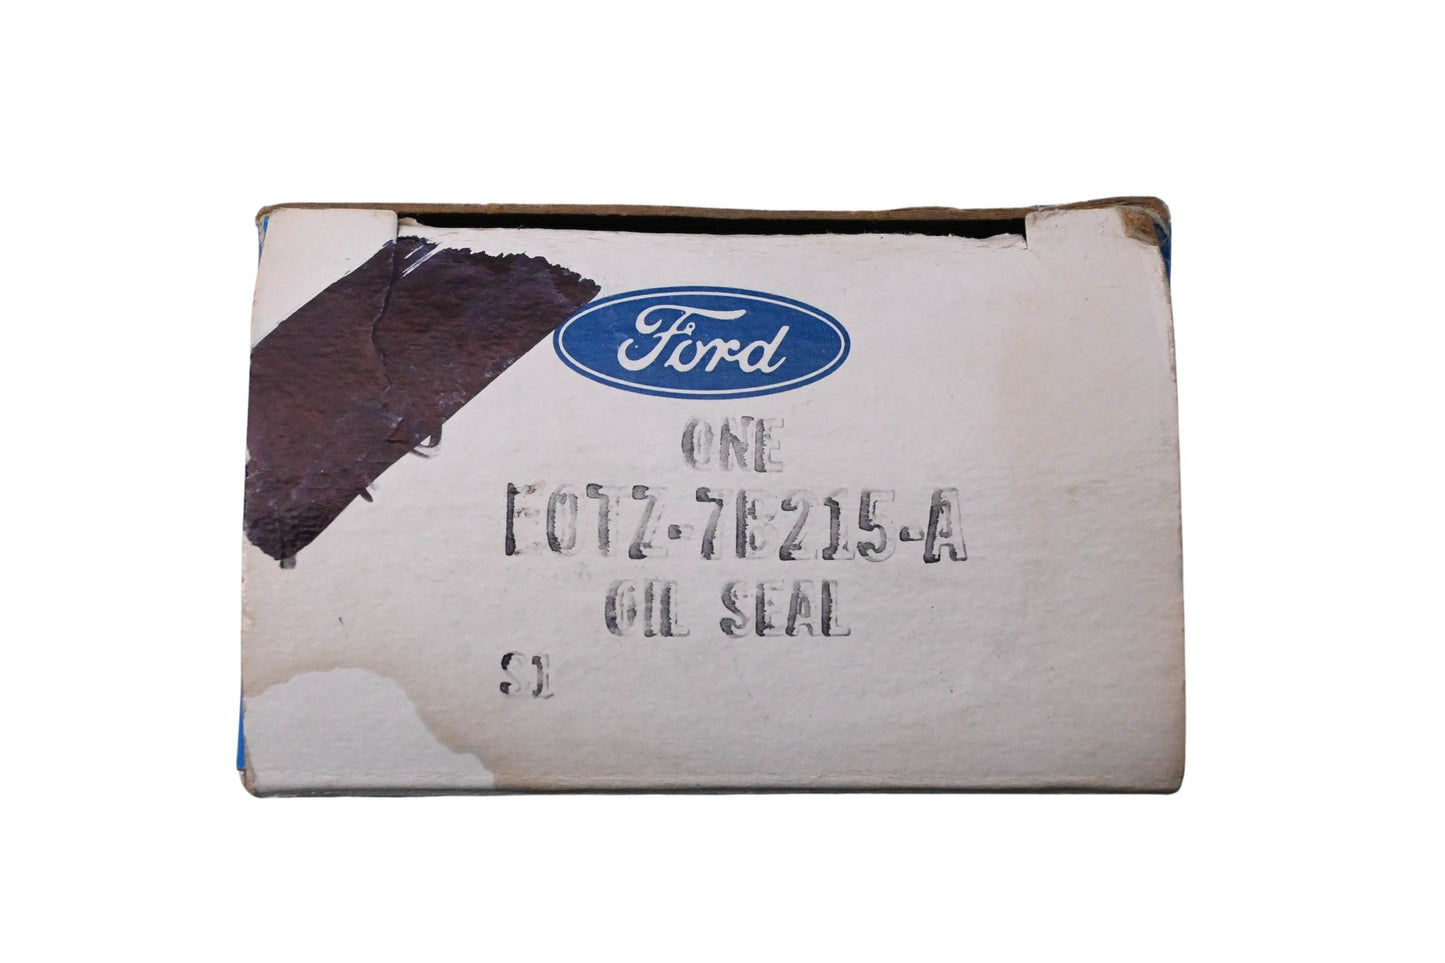 Ford
ONE
E0TZ-7B215-A
OIL SEAL
S1